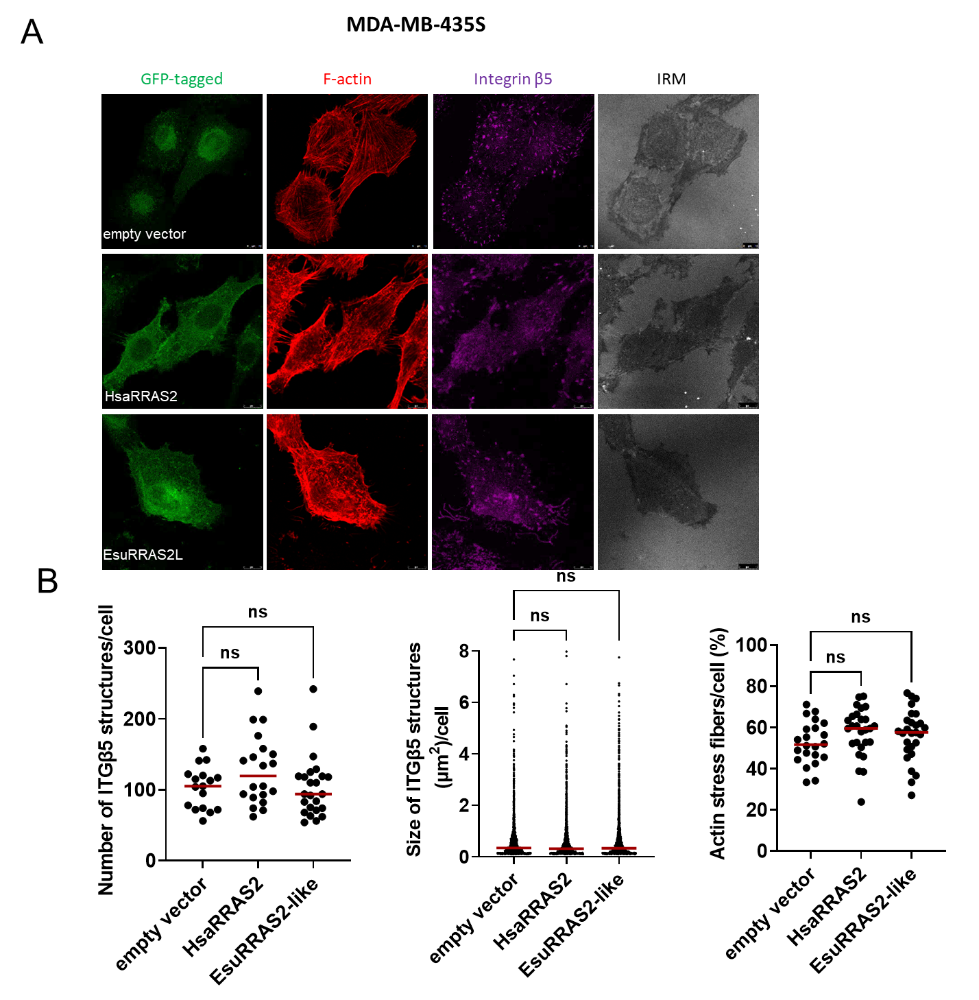 A
MDA-MB-435S
GFP-tagged
F-actin
Integrin β5
IRM
empty vector
HsaRRAS2
EsuRRAS2L
B
Number of ITGβ5 structures/cell
300
200
100
0
ns
ns
empty vector
HsaRRAS2
EsuRRAS2-like
Size of ITGβ5 structures
(μm²)/cell
8
6
4
2
0
ns
ns
empty vector
HsaRRAS2
EsuRRAS2-like
Actin stress fibers/cell (%)
100
80
60
40
20
0
ns
ns
empty vector
HsaRRAS2
EsuRRAS2-like